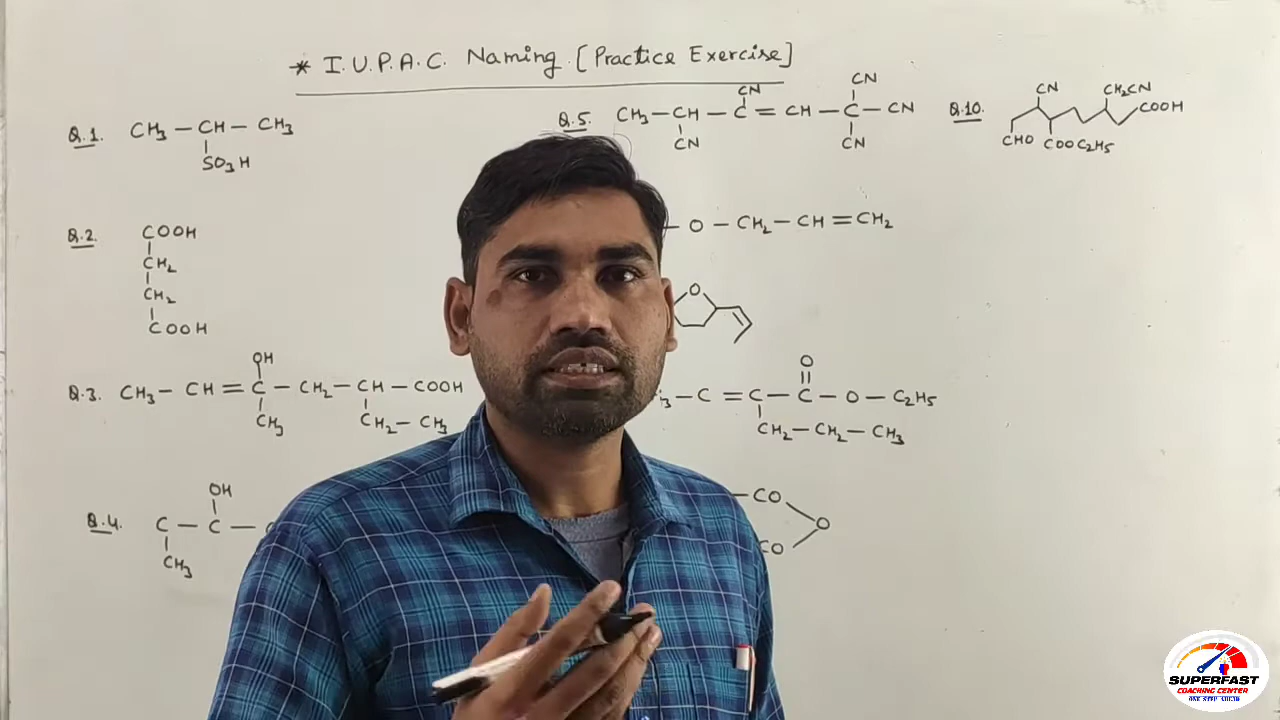 * I.U.P.A.C. Naming. [Practice Exercise]
Q.1 CH₃ — CH — CH₃
SO₃H
Q.2. COOH
CH₂
CH₂
COOH
Q.3. CH₃ — CH = C — CH₂ — CH — COOH
OH
CH₃ CH₂ — CH₃
Q.4. C — C —
OH
CH₃
Q.5. CH₃ — CH — C = CH — C — CN
CN CN
CN CN
— O — CH₂ — CH = CH₂
O
₃ — C = C — C — O — C₂H₅
O
CH₂ — CH₂ — CH₃
— CO
O
CO
Q.10. CN CH₂CN
COOH
CHO COOC₂H₅
SUPERFAST
COACHING CENTER